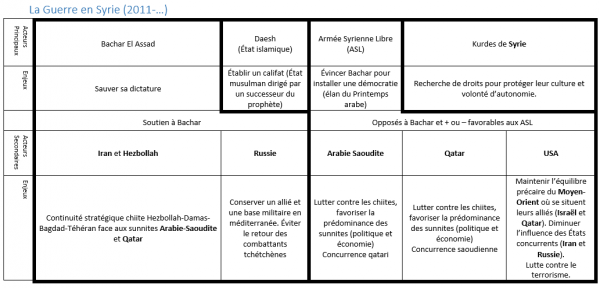 La Guerre en Syrie (2011-…)
Acteurs
Principaux
Bachar El Assad
Daesh
(État islamique)
Armée Syrienne Libre
(ASL)
Kurdes de Syrie
Enjeux
Sauver sa dictature
Établir un califat (État
musulman dirigé par
un successeur du
prophète)
Évincer Bachar pour
installer une démocratie
(élan du Printemps
arabe)
Recherche de droits pour protéger leur culture et
volonté d’autonomie.
Soutien à Bachar
Opposés à Bachar et + ou – favorables aux ASL
Acteurs
Secondaires
Iran et Hezbollah
Russie
Arabie Saoudite
Qatar
USA
Enjeux
Continuité stratégique chiite Hezbollah-Damas-
Bagdad-Téhéran face aux sunnites Arabie-Saoudite
et Qatar
Conserver un allié et
une base militaire en
méditerranée. Éviter
le retour des
combattants
tchétchènes
Lutter contre les chiites,
favoriser la
prédominance des
sunnites (politique et
économie)
Concurrence qatari
Lutter contre les chiites,
favoriser la
prédominance des
sunnites (politique et
économie)
Concurrence saoudienne
Maintenir l’équilibre
précaire du Moyen-
Orient où se situent
leurs alliés (Israël et
Qatar). Diminuer
l’influence des États
concurrents (Iran et
Russie).
Lutte contre le
terrorisme.